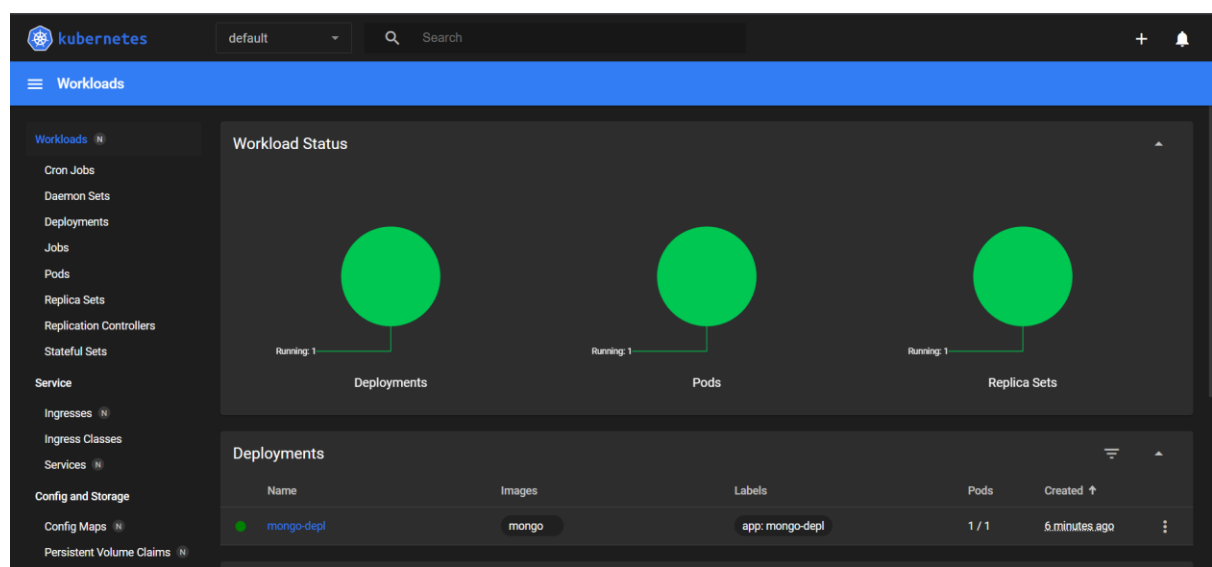 kubernetes default Search
Workloads
Workloads N
Cron Jobs
Daemon Sets
Deployments
Jobs
Pods
Replica Sets
Replication Controllers
Stateful Sets
Service
Ingresses N
Ingress Classes
Services N
Config and Storage
Config Maps N
Persistent Volume Claims N
Workload Status
Running: 1
Deployments
Running: 1
Pods
Running: 1
Replica Sets
Deployments
Name Images Labels Pods Created
mongo-depl mongo app: mongo-depl 1 / 1 6 minutes ago